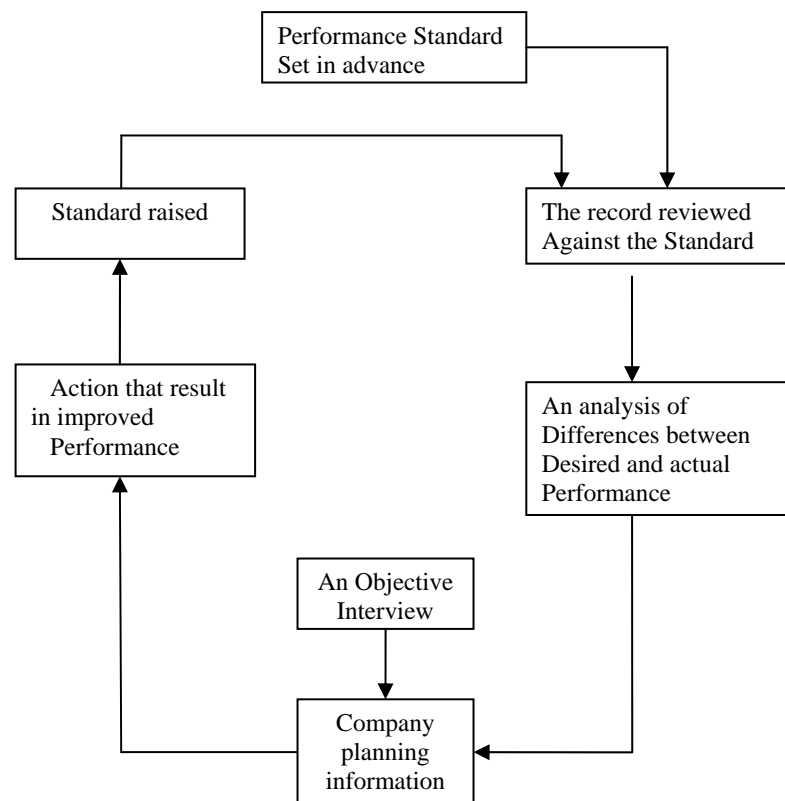 Performance Standard
Set in advance
Standard raised
The record reviewed
Against the Standard
Action that result
in improved
Performance
An analysis of
Differences between
Desired and actual
Performance
An Objective
Interview
Company
planning
information